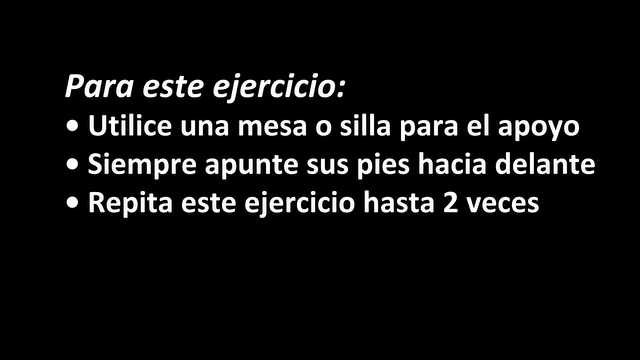 Para este ejercicio:
• Utilice una mesa o silla para el apoyo
• Siempre apunte sus pies hacia delante
• Repita este ejercicio hasta 2 veces